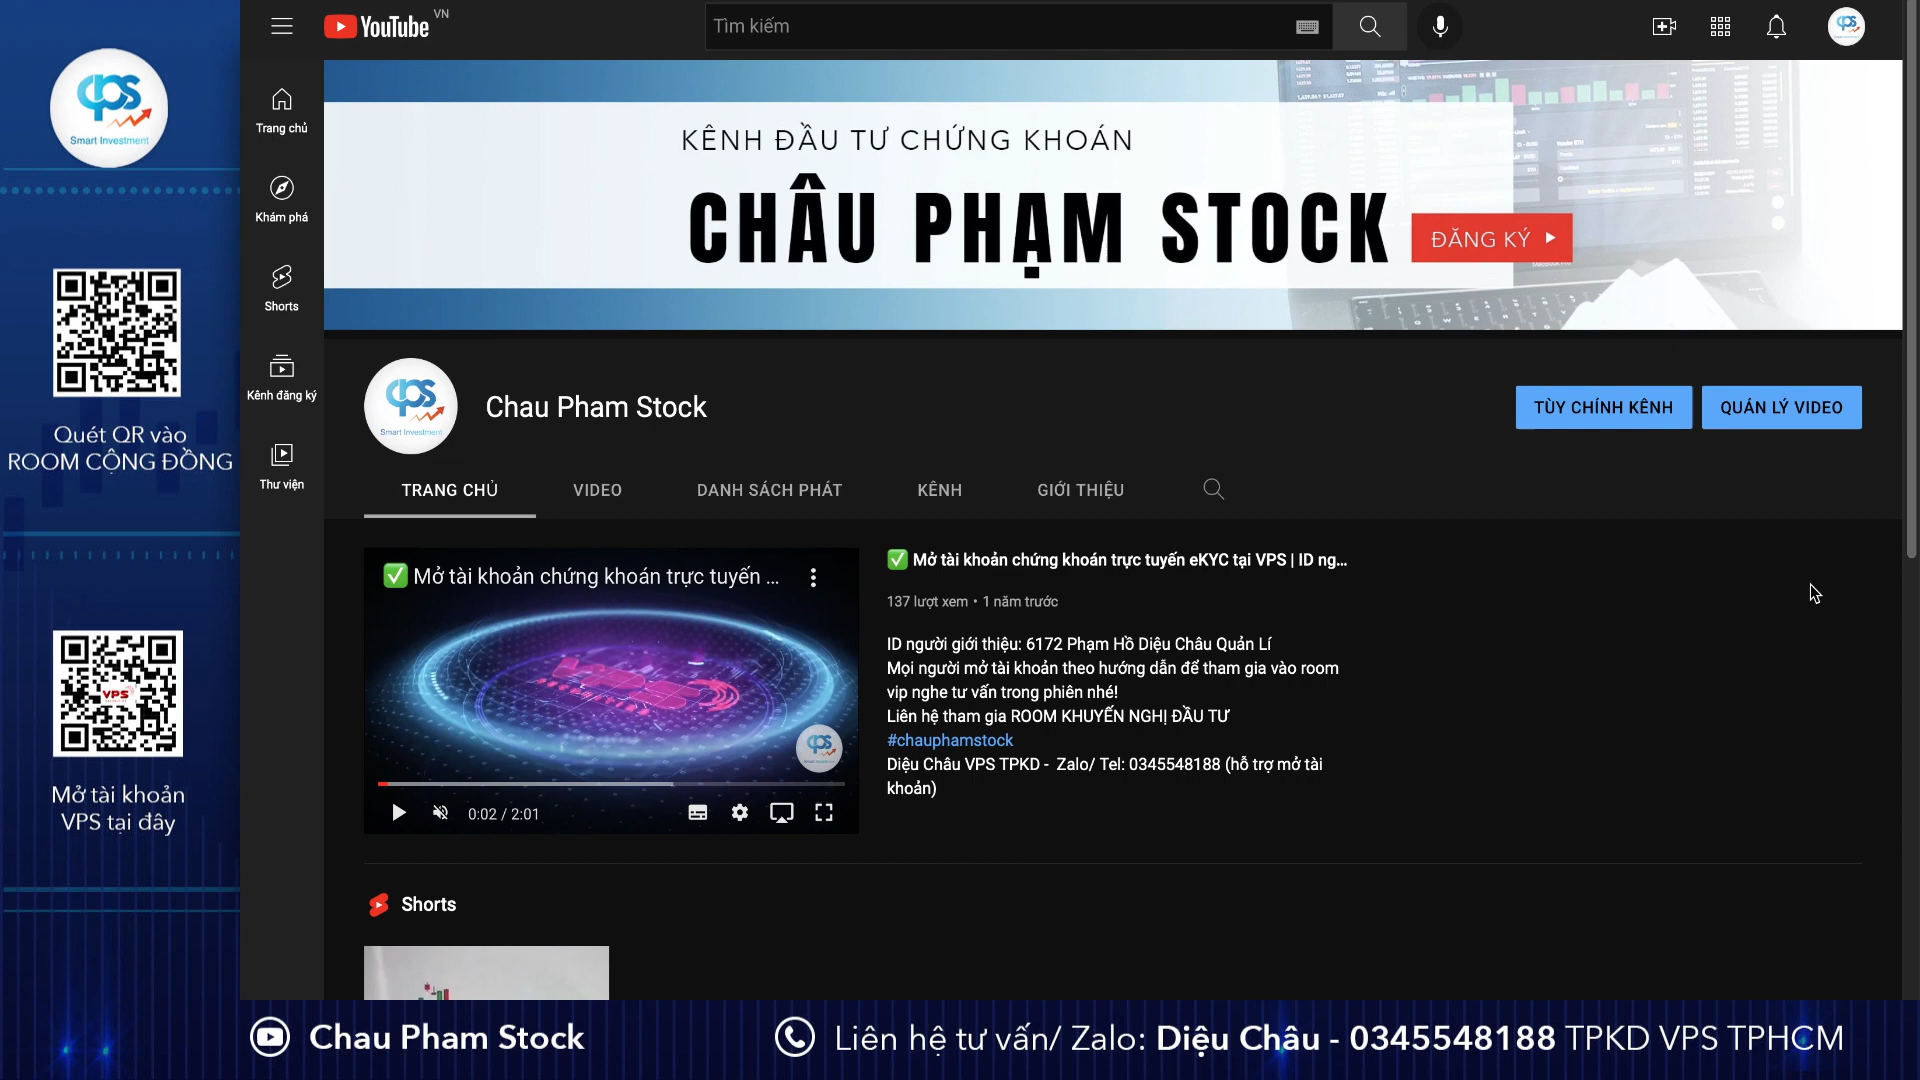 cps
Smart Investment
Quét QR vào
ROOM CỘNG ĐỒNG
VPS
Mở tài khoản
VPS tại đây
YouTube VN
Tìm kiếm
Trang chủ
Khám phá
Shorts
Kênh đăng ký
Thư viện
KÊNH ĐẦU TƯ CHỨNG KHOÁN
CHÂU PHẠM STOCK
ĐĂNG KÝ
cps
Smart Investment
Chau Pham Stock
TÙY CHỈNH KÊNH
QUẢN LÝ VIDEO
TRANG CHỦ
VIDEO
DANH SÁCH PHÁT
KÊNH
GIỚI THIỆU
✅ Mở tài khoản chứng khoán trực tuyến ...
0:02 / 2:01
✅ Mở tài khoản chứng khoán trực tuyến eKYC tại VPS | ID ng...
137 lượt xem • 1 năm trước
ID người giới thiệu: 6172 Phạm Hồ Diệu Châu Quản Lí
Mọi người mở tài khoản theo hướng dẫn để tham gia vào room
vip nghe tư vấn trong phiên nhé!
Liên hệ tham gia ROOM KHUYẾN NGHỊ ĐẦU TƯ
#chauphamstock
Diệu Châu VPS TPKD - Zalo/ Tel: 0345548188 (hỗ trợ mở tài
khoản)
Shorts
Chau Pham Stock
Liên hệ tư vấn/ Zalo: Diệu Châu - 0345548188 TPKD VPS TPHCM